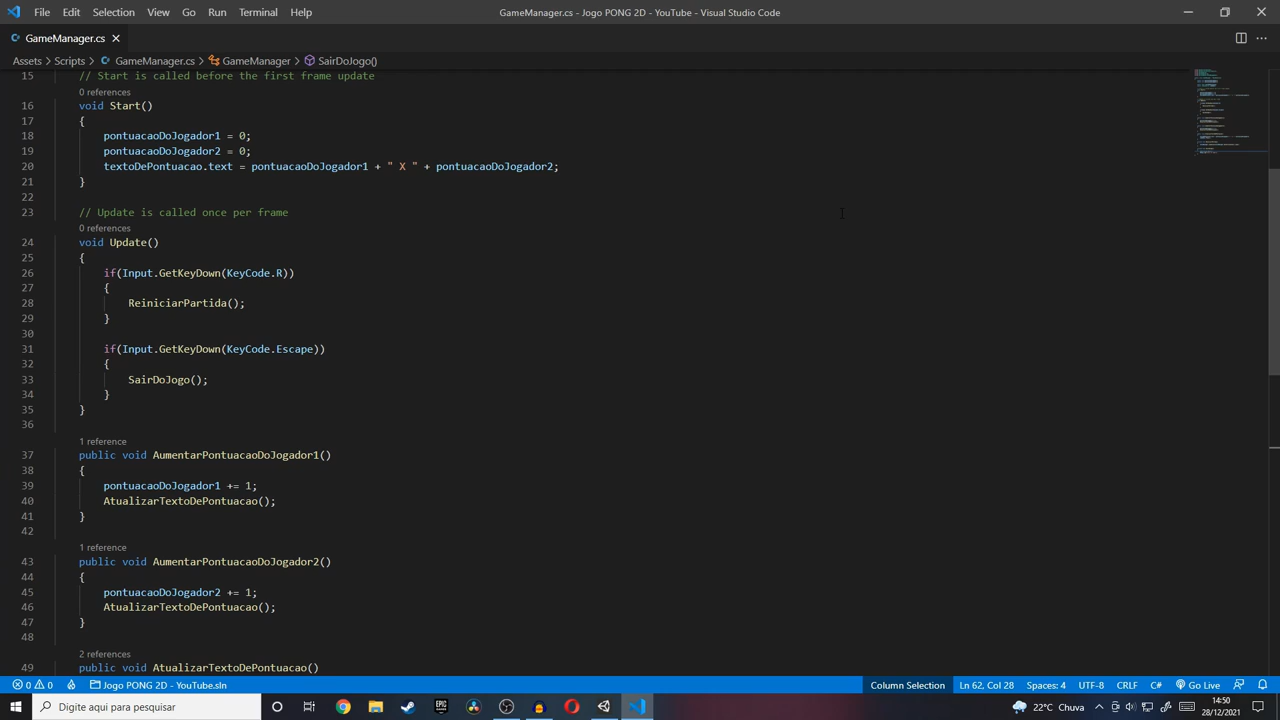 File Edit Selection View Go Run Terminal Help
GameManager.cs - Jogo PONG 2D - YouTube - Visual Studio Code
GameManager.cs
Assets > Scripts > GameManager.cs > GameManager > SairDoJogo()
15 // Start is called before the first frame update
0 references
16 void Start()
17 {
18 pontuacaoDoJogador1 = 0;
19 pontuacaoDoJogador2 = 0;
20 textoDePontuacao.text = pontuacaoDoJogador1 + " X " + pontuacaoDoJogador2;
21 }
22
23 // Update is called once per frame
0 references
24 void Update()
25 {
26 if(Input.GetKeyDown(KeyCode.R))
27 {
28 ReiniciarPartida();
29 }
30
31 if(Input.GetKeyDown(KeyCode.Escape))
32 {
33 SairDoJogo();
34 }
35 }
36
1 reference
37 public void AumentarPontuacaoDoJogador1()
38 {
39 pontuacaoDoJogador1 += 1;
40 AtualizarTextoDePontuacao();
41 }
42
1 reference
43 public void AumentarPontuacaoDoJogador2()
44 {
45 pontuacaoDoJogador2 += 1;
46 AtualizarTextoDePontuacao();
47 }
48
2 references
49 public void AtualizarTextoDePontuacao()
0 0 Jogo PONG 2D - YouTube.sln Column Selection Ln 62, Col 28 Spaces: 4 UTF-8 CRLF C# Go Live
Digite aqui para pesquisar
EPIC GAMES
22°C Chuva
14:50
28/12/2021